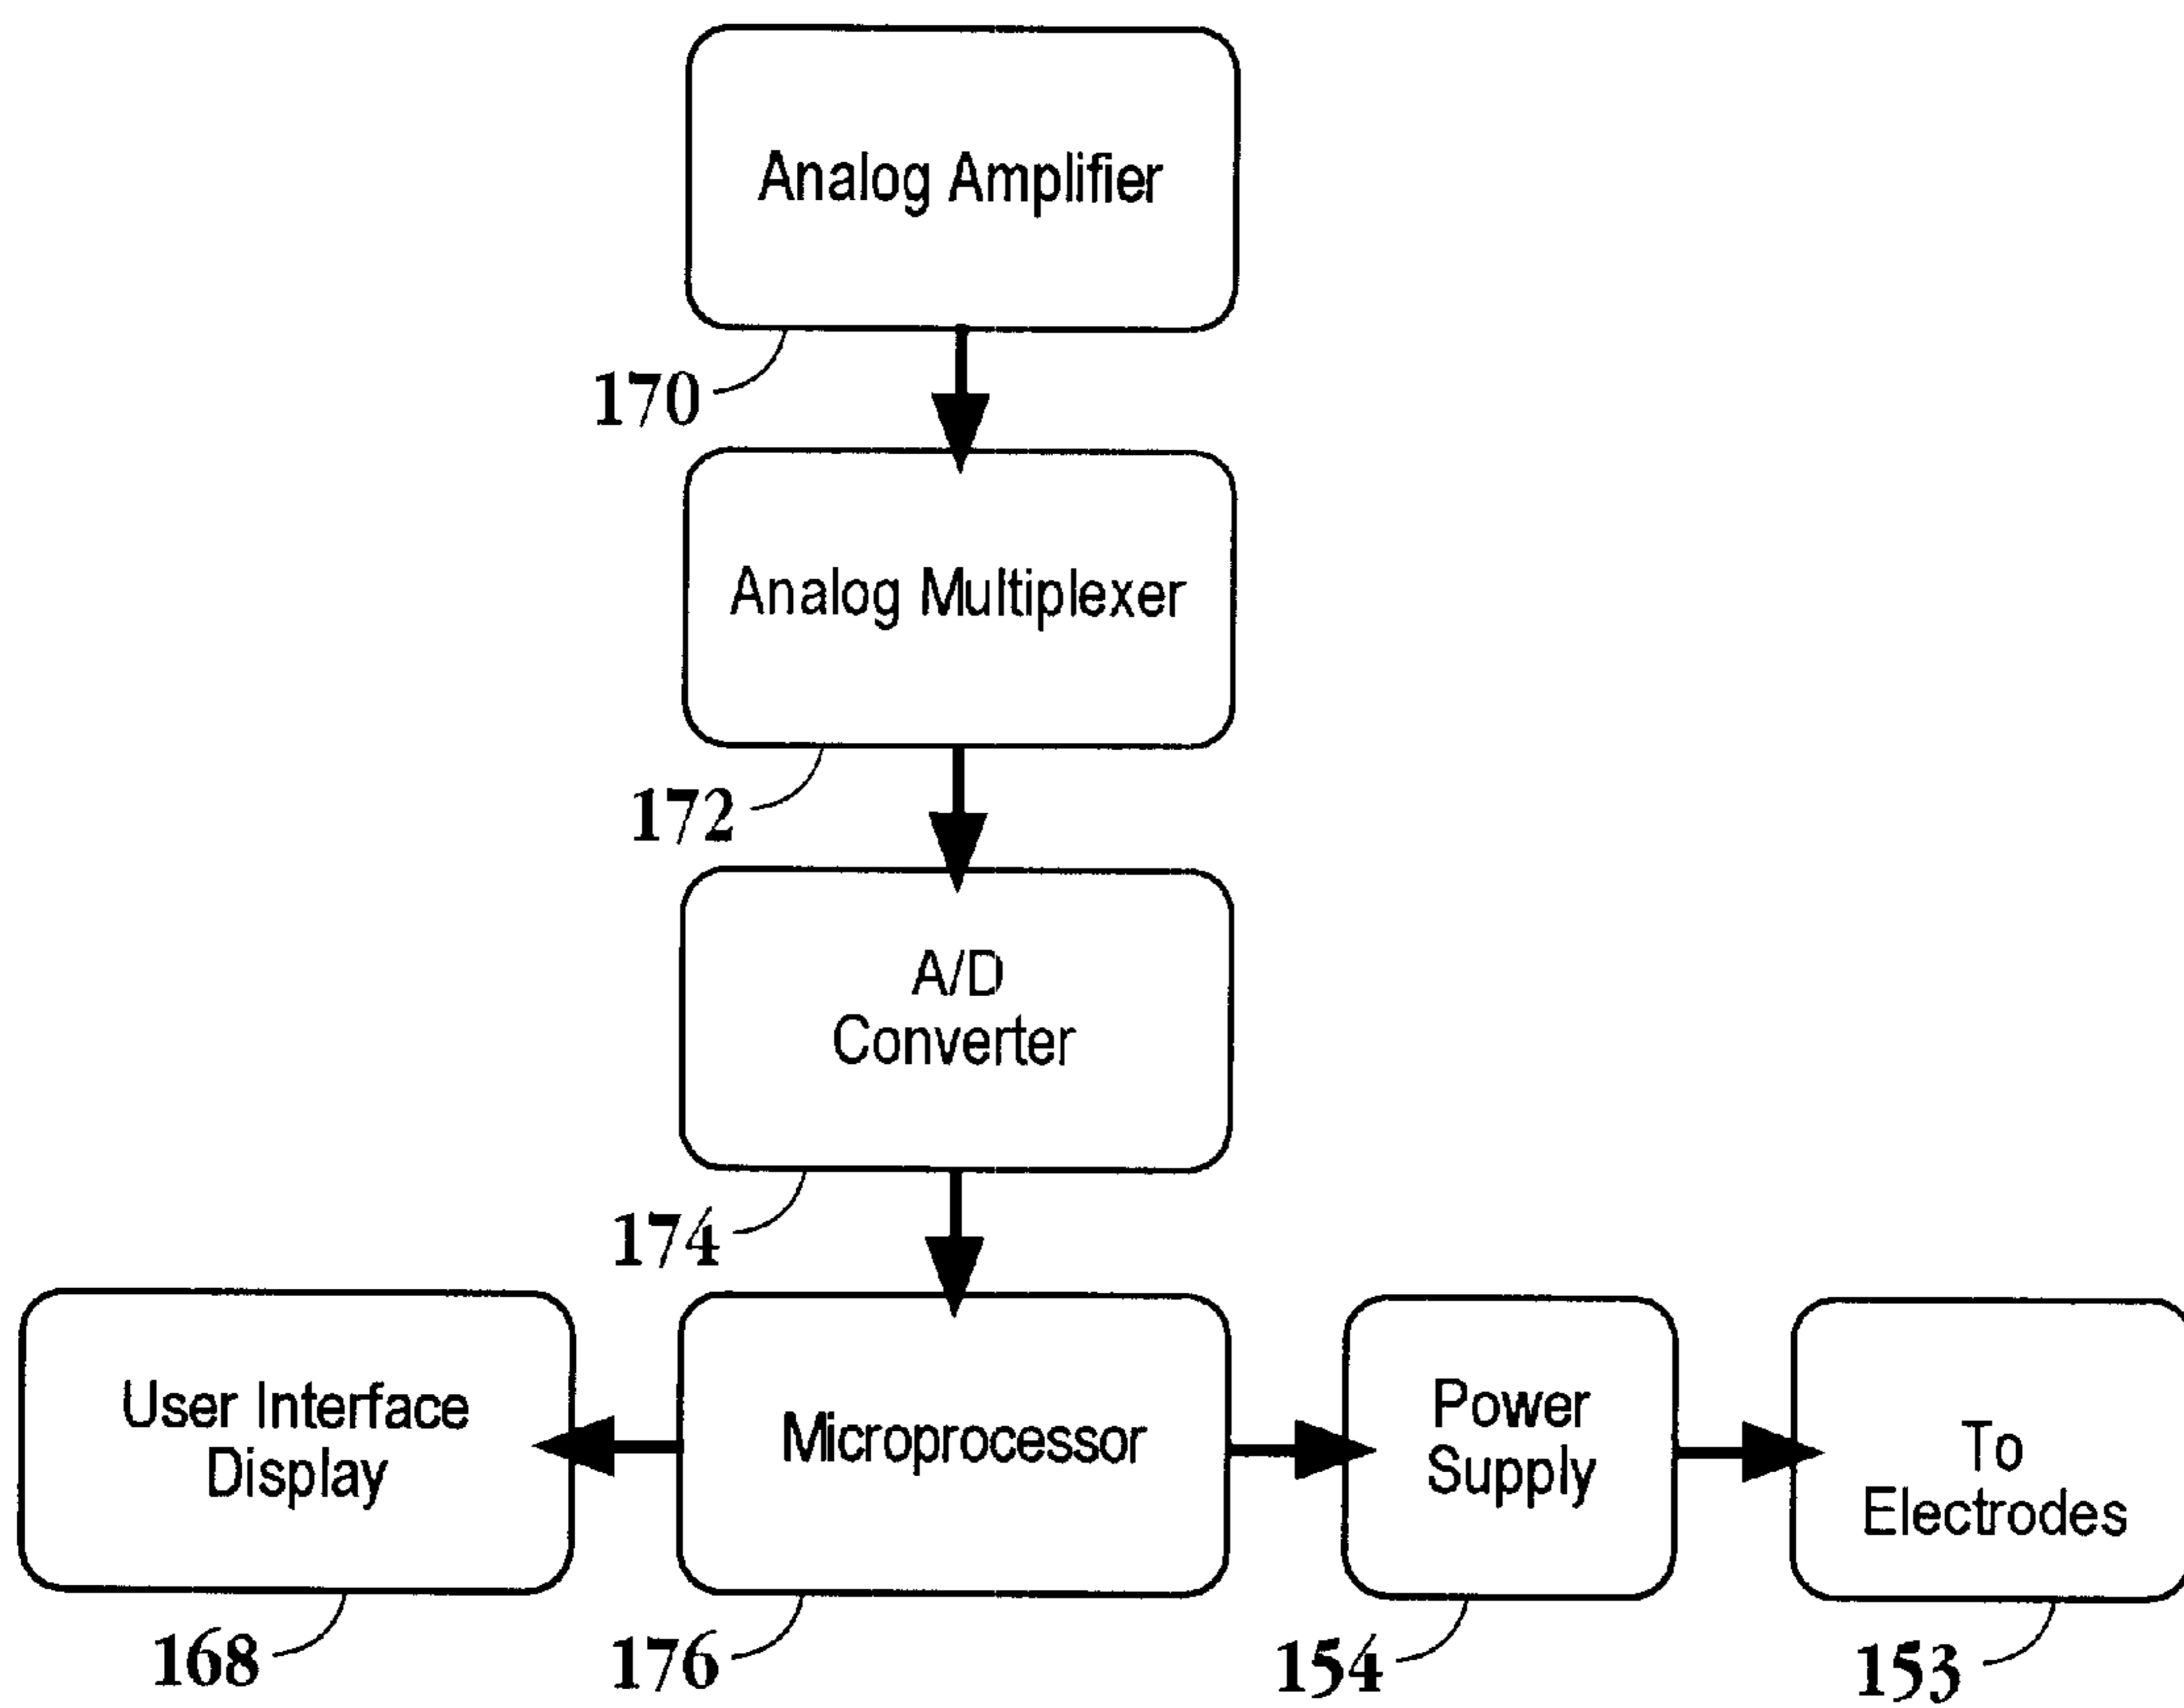 Analog Amplifier
170
Analog Multiplexer
172
A/D
Converter
174
User Interface
Display
168
Microprocessor
176
Power
Supply
154
To
Electrodes
153